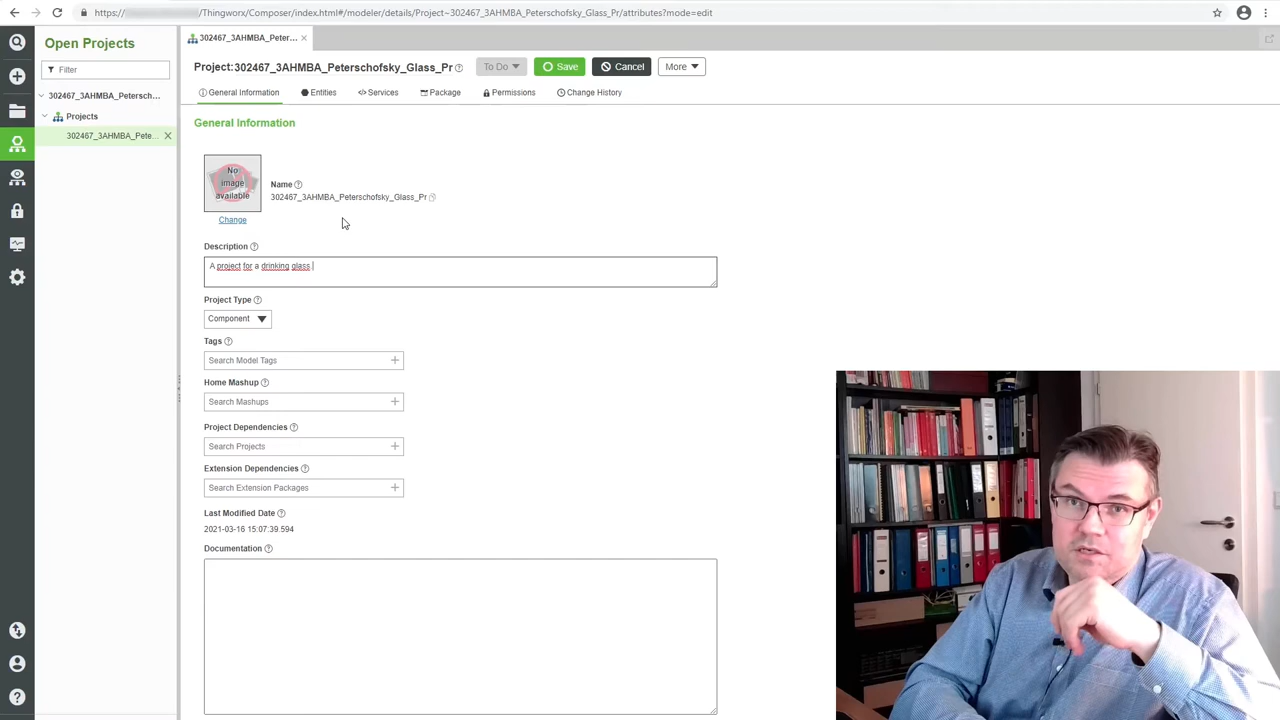 https://
/Thingworx/Composer/index.html#/modeler/details/Project~302467_3AHMBA_Peterschofsky_Glass_Pr/attributes?mode=edit
Open Projects
302467_3AHMBA_Peter...
Filter
Project:302467_3AHMBA_Peterschofsky_Glass_Pr
To Do
Save
Cancel
More
302467_3AHMBA_Petersch...
General Information
Entities
Services
Package
Permissions
Change History
Projects
302467_3AHMBA_Pete...
General Information
No
image
available
Change
Name
302467_3AHMBA_Peterschofsky_Glass_Pr
Description
A project for a drinking glass
Project Type
Component
Tags
Search Model Tags
Home Mashup
Search Mashups
Project Dependencies
Search Projects
Extension Dependencies
Search Extension Packages
Last Modified Date
2021-03-16 15:07:39.594
Documentation